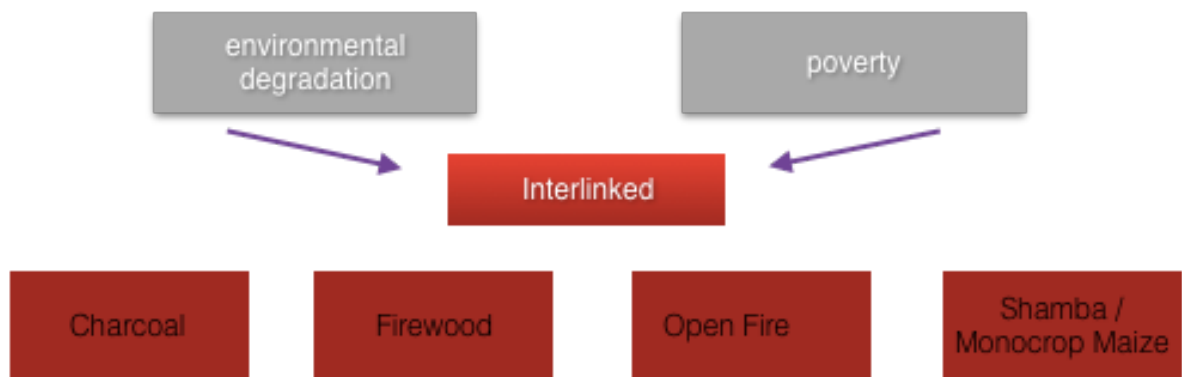 environmental
degradation
poverty
Interlinked
Charcoal
Firewood
Open Fire
Shamba /
Monocrop Maize